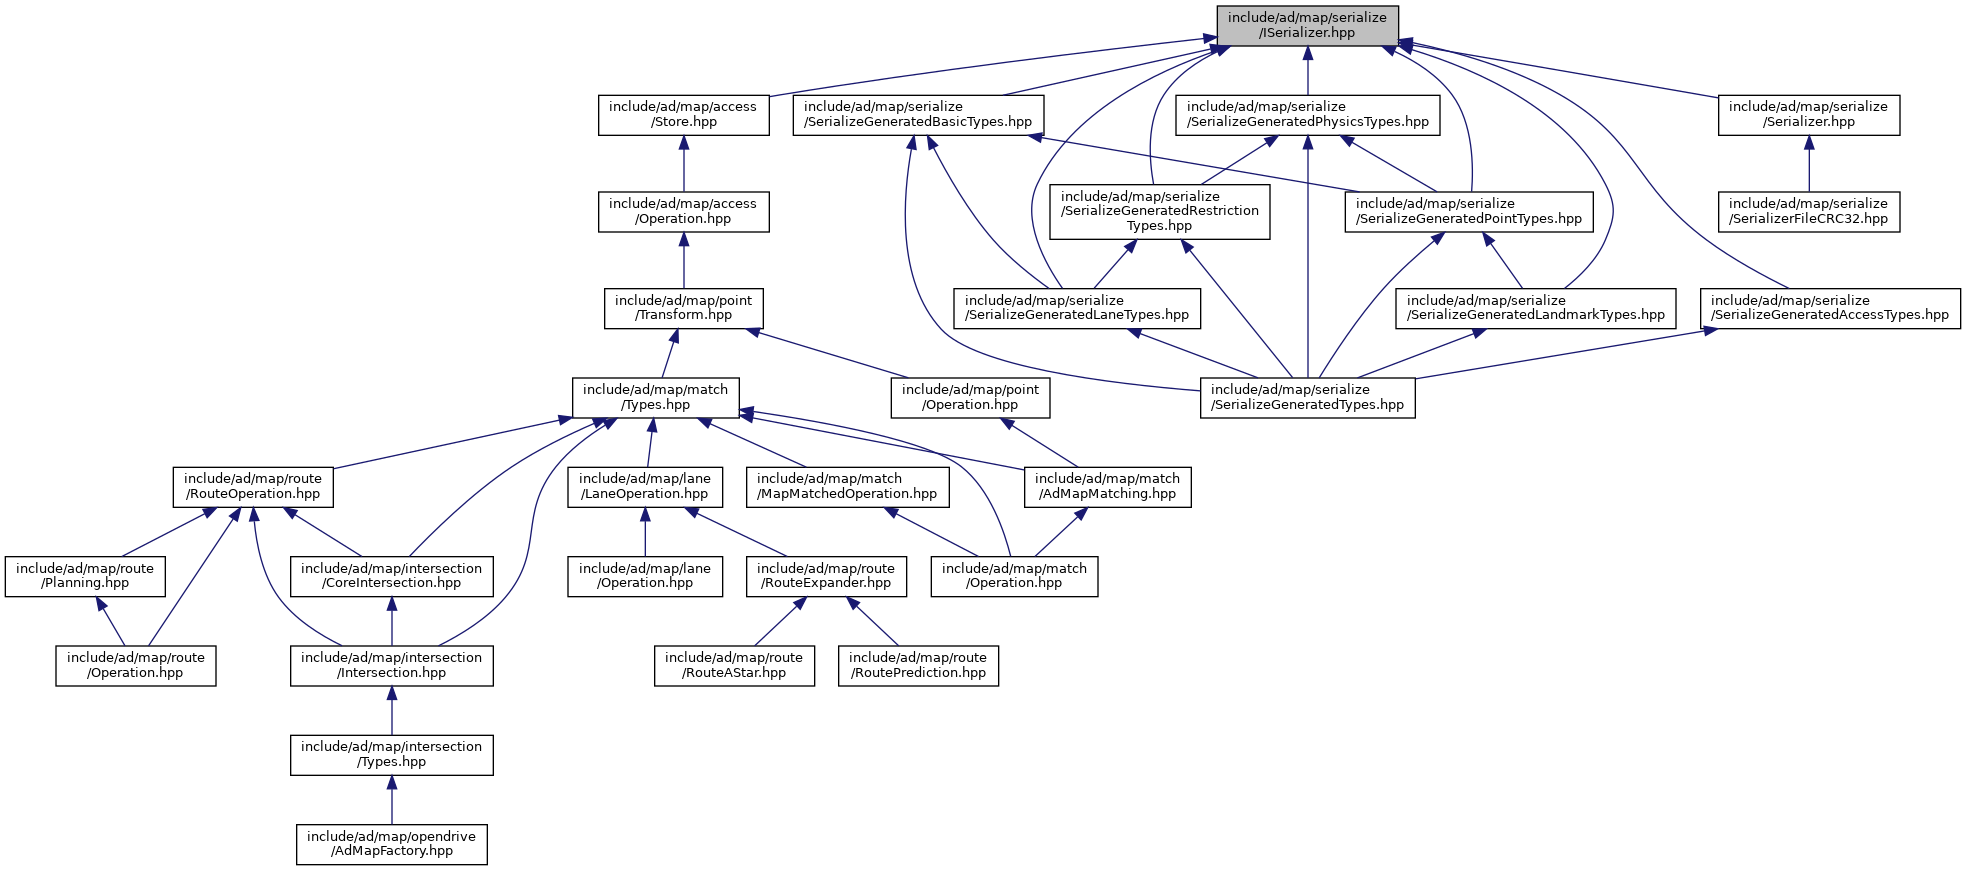 include/ad/map/serialize
/ISerializer.hpp
include/ad/map/access
/Store.hpp
include/ad/map/serialize
/SerializeGeneratedBasicTypes.hpp
include/ad/map/serialize
/SerializeGeneratedPhysicsTypes.hpp
include/ad/map/serialize
/Serializer.hpp
include/ad/map/access
/Operation.hpp
include/ad/map/serialize
/SerializeGeneratedRestriction
Types.hpp
include/ad/map/serialize
/SerializeGeneratedPointTypes.hpp
include/ad/map/serialize
/SerializerFileCRC32.hpp
include/ad/map/point
/Transform.hpp
include/ad/map/serialize
/SerializeGeneratedLaneTypes.hpp
include/ad/map/serialize
/SerializeGeneratedLandmarkTypes.hpp
include/ad/map/serialize
/SerializeGeneratedAccessTypes.hpp
include/ad/map/match
/Types.hpp
include/ad/map/point
/Operation.hpp
include/ad/map/serialize
/SerializeGeneratedTypes.hpp
include/ad/map/route
/RouteOperation.hpp
include/ad/map/lane
/LaneOperation.hpp
include/ad/map/match
/MapMatchedOperation.hpp
include/ad/map/match
/AdMapMatching.hpp
include/ad/map/route
/Planning.hpp
include/ad/map/intersection
/CoreIntersection.hpp
include/ad/map/lane
/Operation.hpp
include/ad/map/route
/RouteExpander.hpp
include/ad/map/match
/Operation.hpp
include/ad/map/route
/Operation.hpp
include/ad/map/intersection
/Intersection.hpp
include/ad/map/route
/RouteAStar.hpp
include/ad/map/route
/RoutePrediction.hpp
include/ad/map/intersection
/Types.hpp
include/ad/map/opendrive
/AdMapFactory.hpp